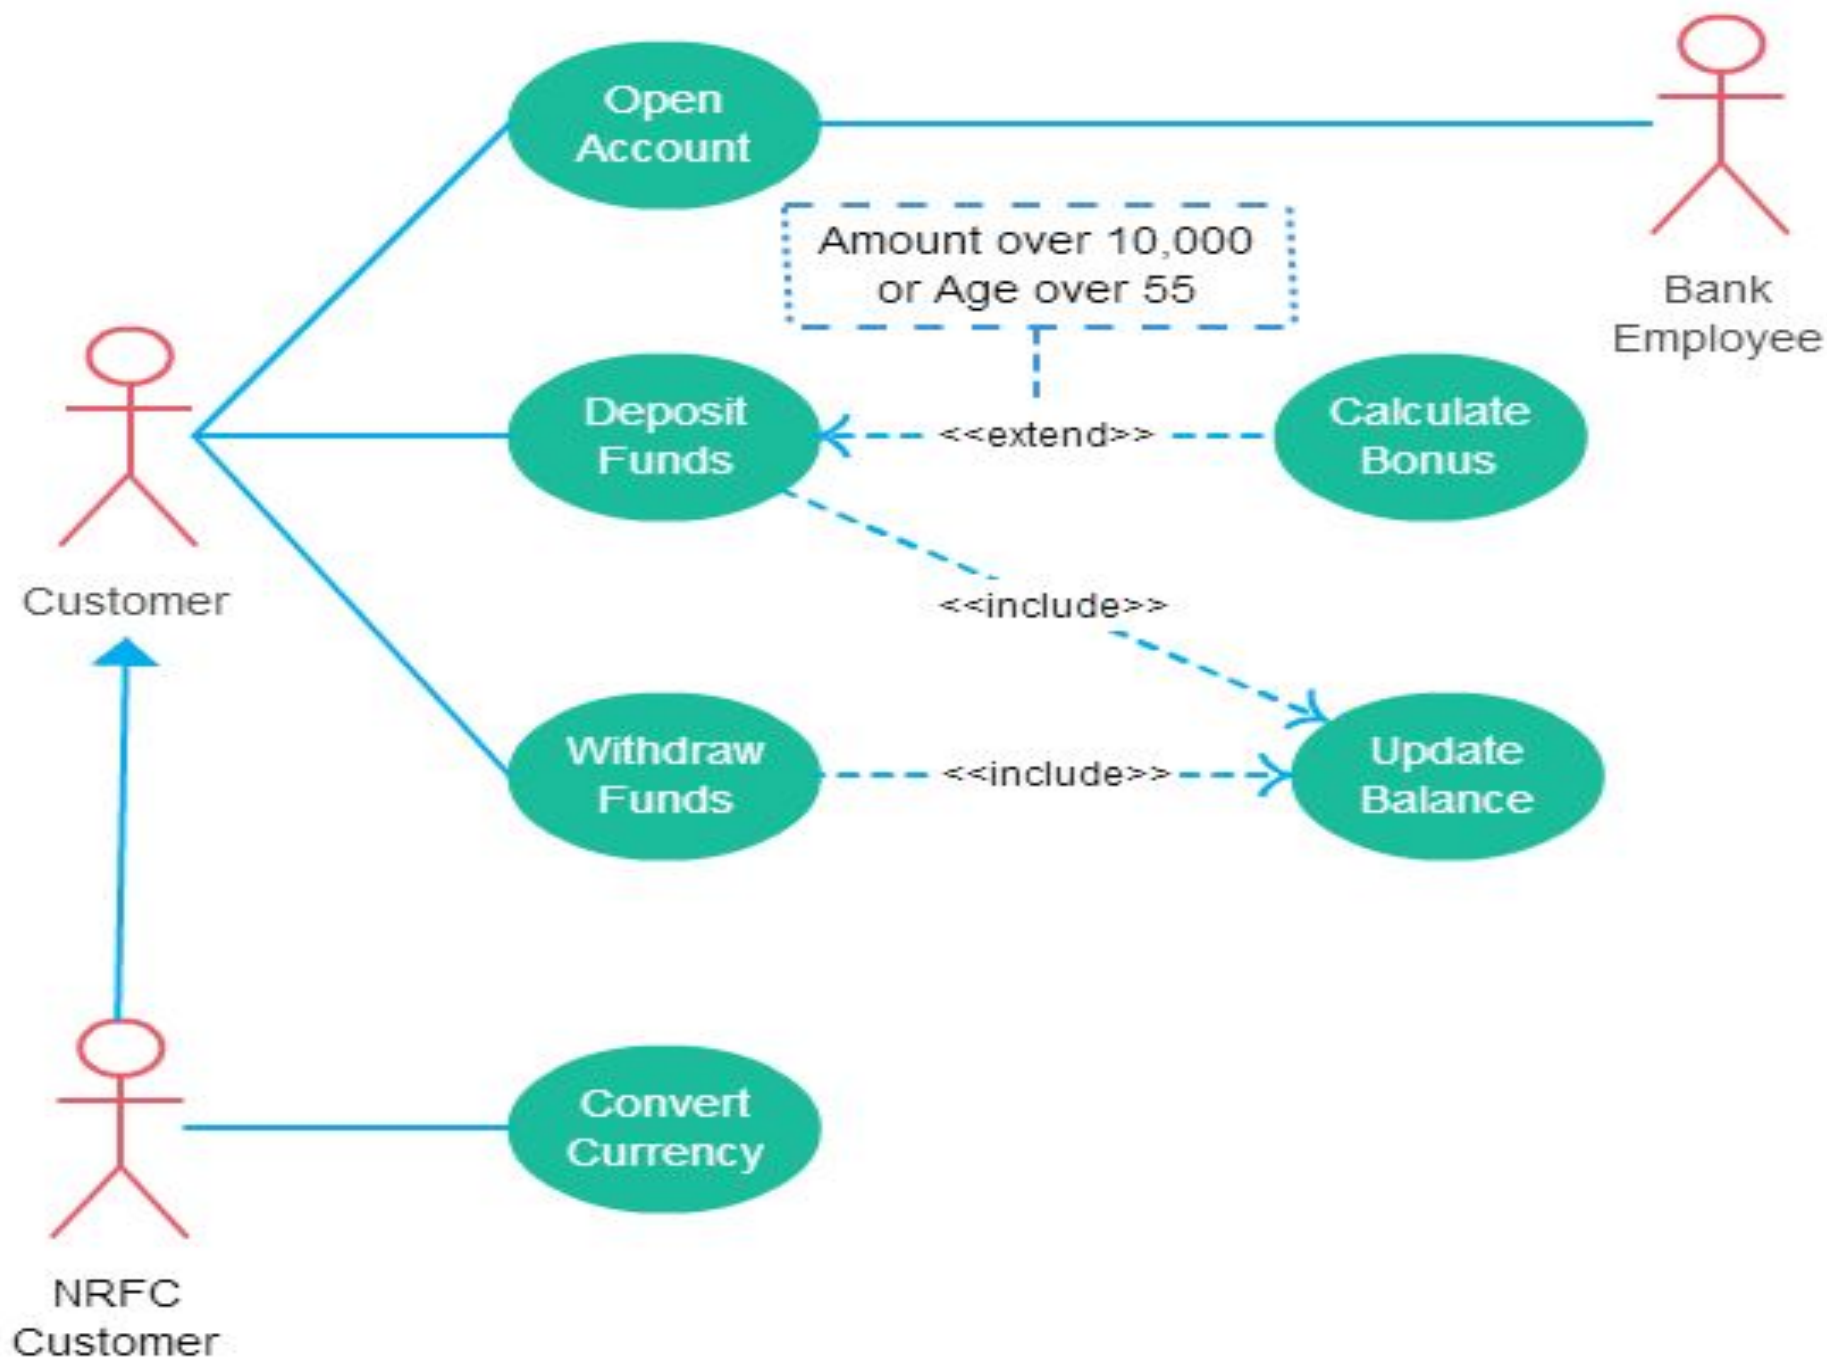 Open
Account
Amount over 10,000
or Age over 55
Bank
Employee
Deposit
Funds
<<extend>>
Calculate
Bonus
Customer
<<include>>
Withdraw
Funds
<<include>>
Update
Balance
Convert
Currency
NRFC
Customer